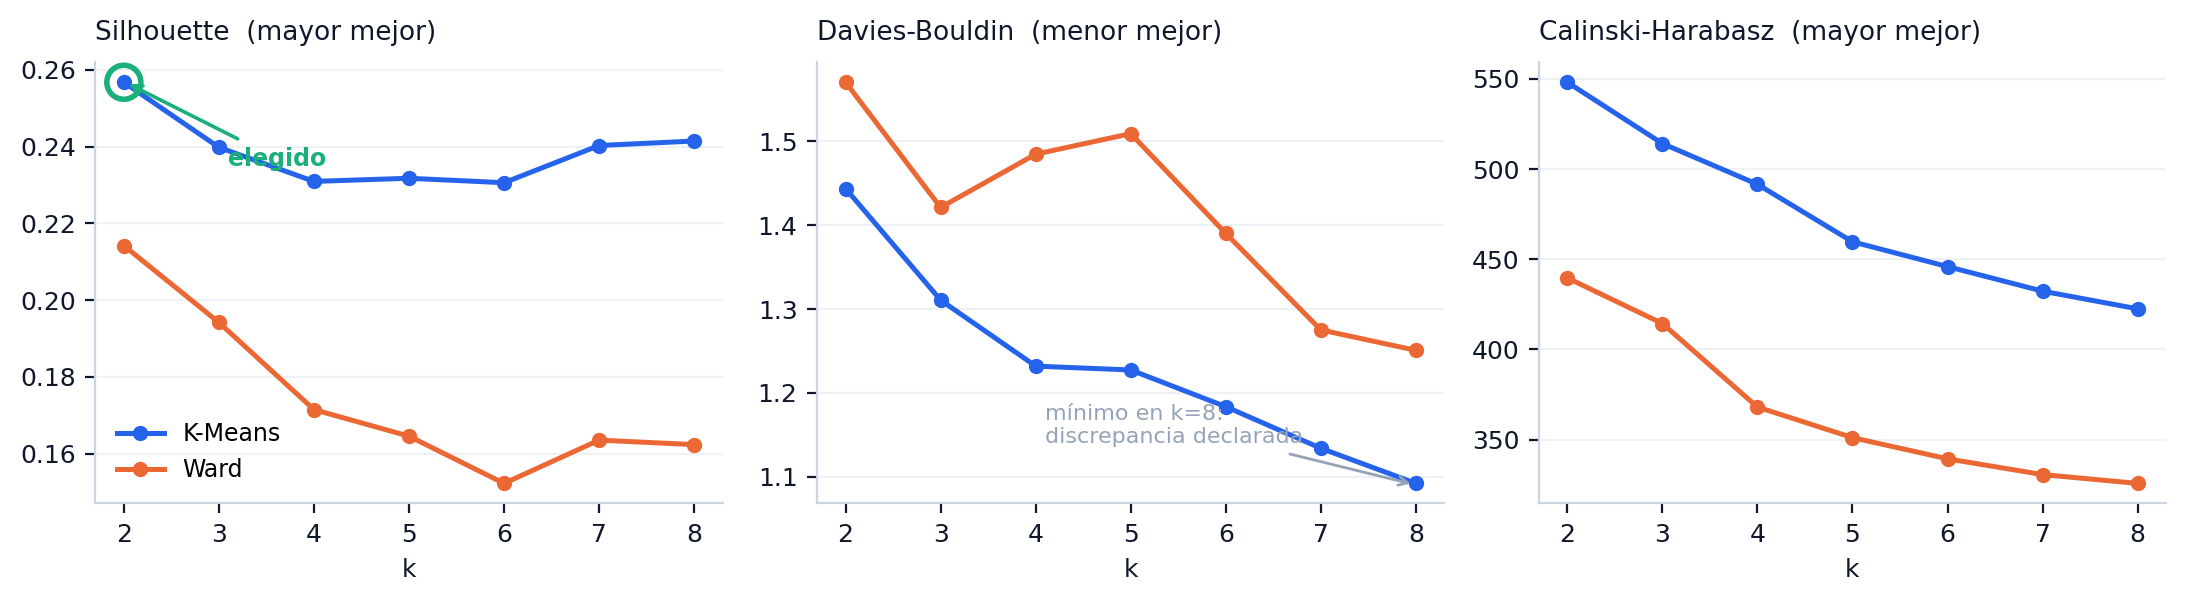 Silhouette  (mayor mejor)
0.26
0.24
0.22
0.20
0.18
0.16
elegido
K-Means
Ward
2 3 4 5 6 7 8
k
Davies-Bouldin  (menor mejor)
1.5
1.4
1.3
1.2
1.1
mínimo en k=8:
discrepancia declarada
2 3 4 5 6 7 8
k
Calinski-Harabasz  (mayor mejor)
550
500
450
400
350
2 3 4 5 6 7 8
k